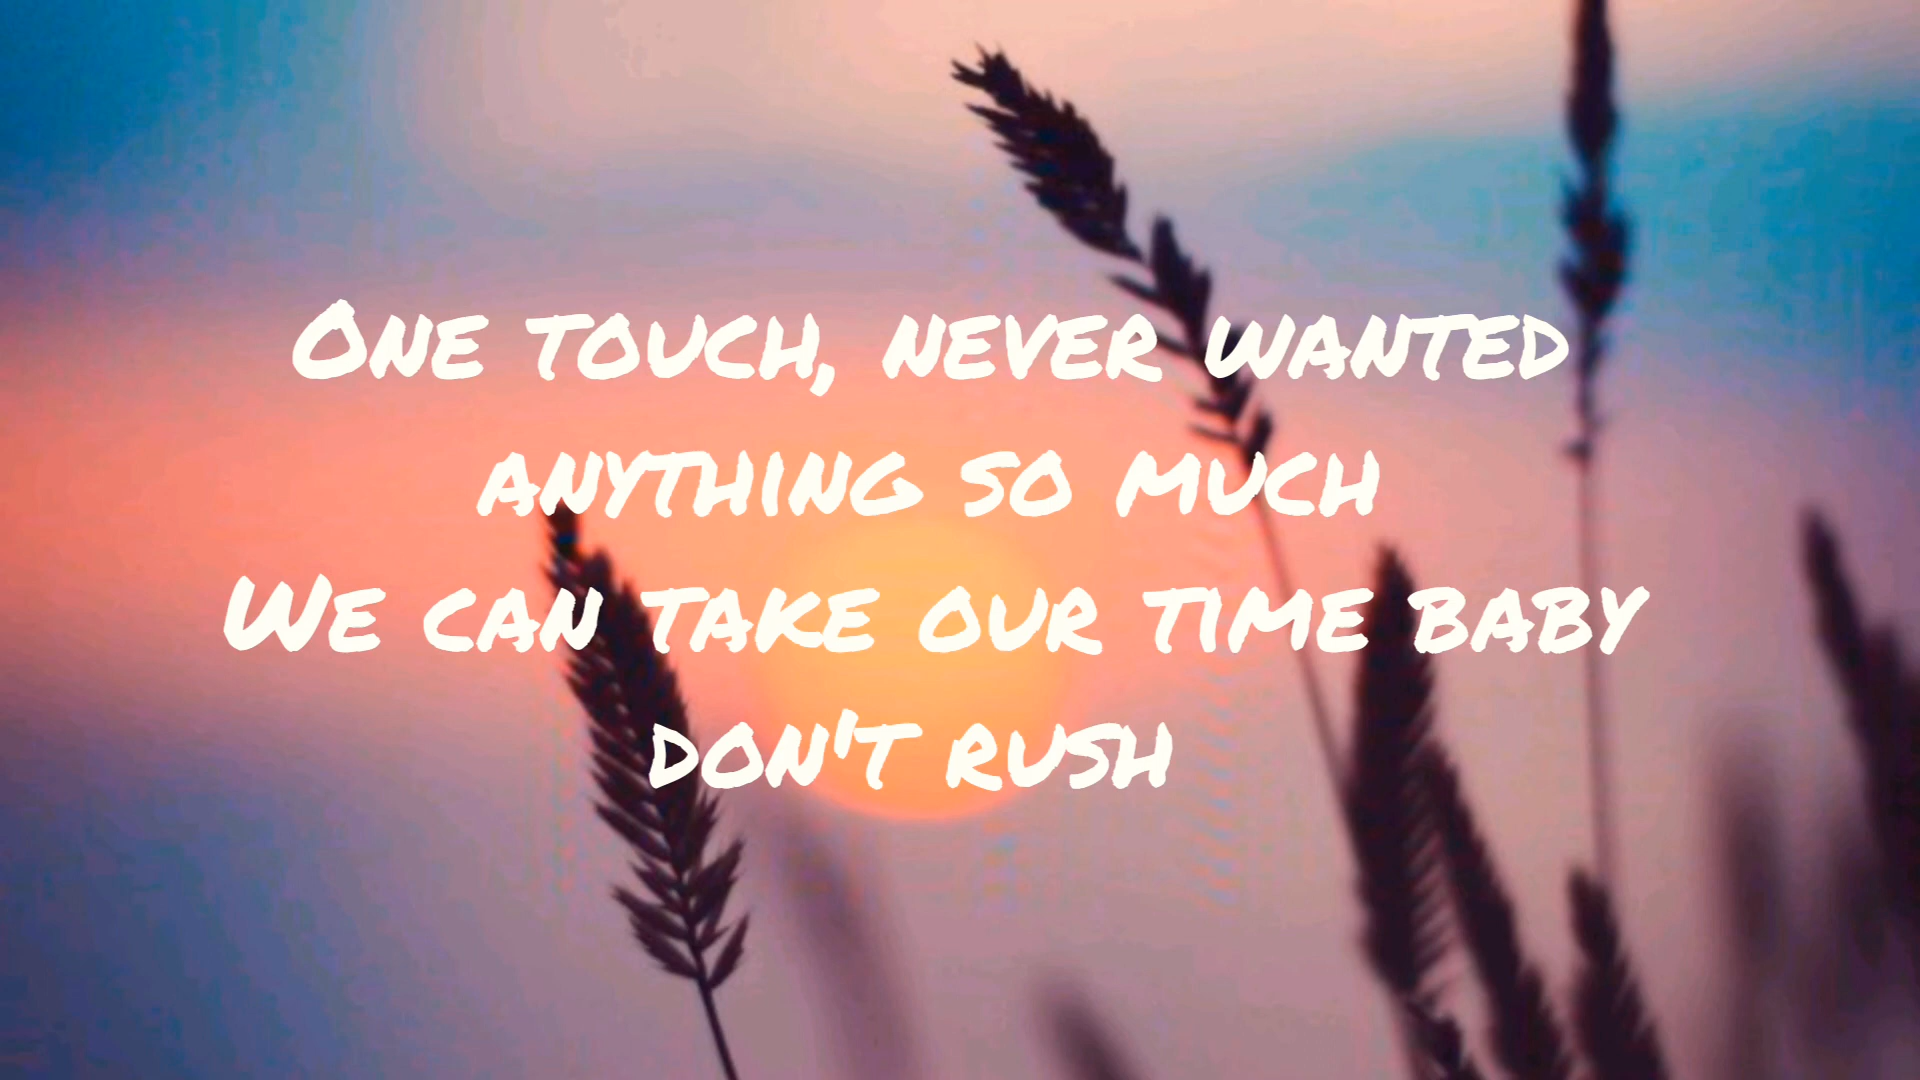 One touch, never wanted
anything so much
We can take our time baby
don't rush